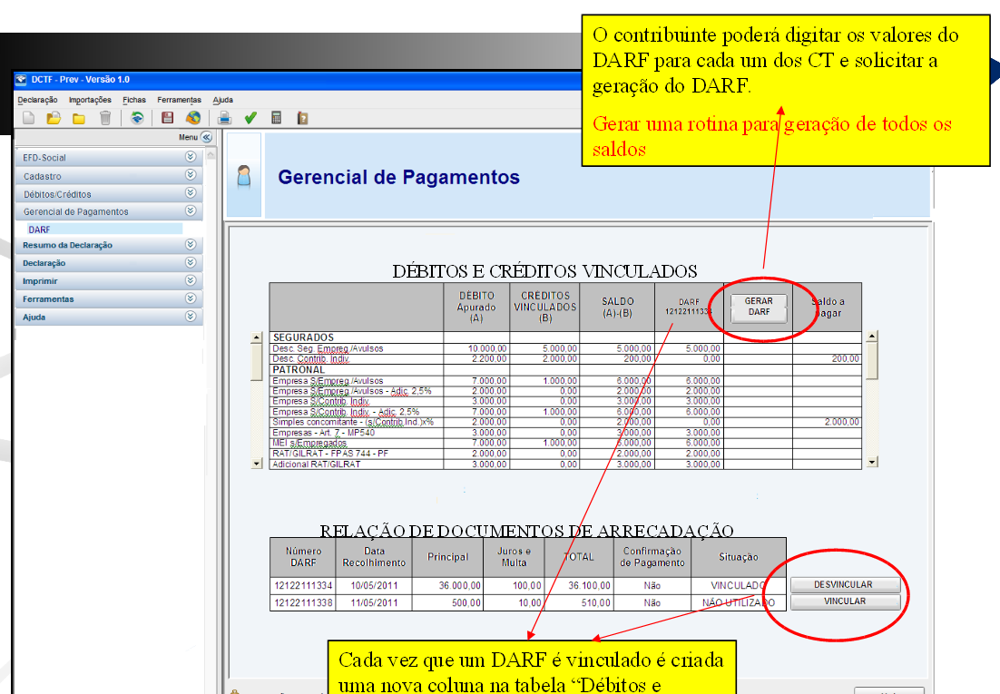 O contribuinte poderá digitar os valores do
DARF para cada um dos CT e solicitar a
geração do DARF.
Gerar uma rotina para geração de todos os
saldos
DCTF - Prev - Versão 1.0
Declaração Importações Fichas Ferramentas Ajuda
Menu
EFD-Social
Cadastro
Débitos/Créditos
Gerencial de Pagamentos
DARF
Resumo da Declaração
Declaração
Imprimir
Ferramentas
Ajuda
Gerencial de Pagamentos
DÉBITOS E CRÉDITOS VINCULADOS
DÉBITO Apurado (A) CRÉDITOS VINCULADOS (B) SALDO (A)-(B) DARF 12122111334 GERAR DARF Saldo a pagar
SEGURADOS
Desc. Seg. Empreg./Avulsos 10.000,00 5.000,00 5.000,00 5.000,00
Desc. Contrib. Indiv. 2.200,00 2.000,00 200,00 0,00 200,00
PATRONAL
Empresa S/Empreg./Avulsos 7.000,00 1.000,00 6.000,00 6.000,00
Empresa S/Empreg./Avulsos - Adic. 2,5% 2.000,00 0,00 2.000,00 2.000,00
Empresa S/Contrib. Indiv. 3.000,00 0,00 3.000,00 3.000,00
Empresa S/Contrib. Indiv. - Adic. 2,5% 7.000,00 1.000,00 6.000,00 6.000,00
Simples concomitante - (s/Contrib.Ind.)x% 2.000,00 0,00 2.000,00 0,00 2.000,00
Empresas - Art. 7 - MP540 3.000,00 0,00 3.000,00 3.000,00
MEI s/Empregados 7.000,00 1.000,00 6.000,00 6.000,00
RAT/GILRAT - FPAS 744 - PF 2.000,00 0,00 2.000,00 2.000,00
Adicional RAT/GILRAT 3.000,00 0,00 3.000,00 3.000,00
RELAÇÃO DE DOCUMENTOS DE ARRECADAÇÃO
Número DARF Data Recolhimento Principal Juros e Multa TOTAL Confirmação de Pagamento Situação
12122111334 10/05/2011 36.000,00 100,00 36.100,00 Não VINCULADO DESVINCULAR
12122111338 11/05/2011 500,00 10,00 510,00 Não NÃO UTILIZADO VINCULAR
Cada vez que um DARF é vinculado é criada
uma nova coluna na tabela “Débitos e